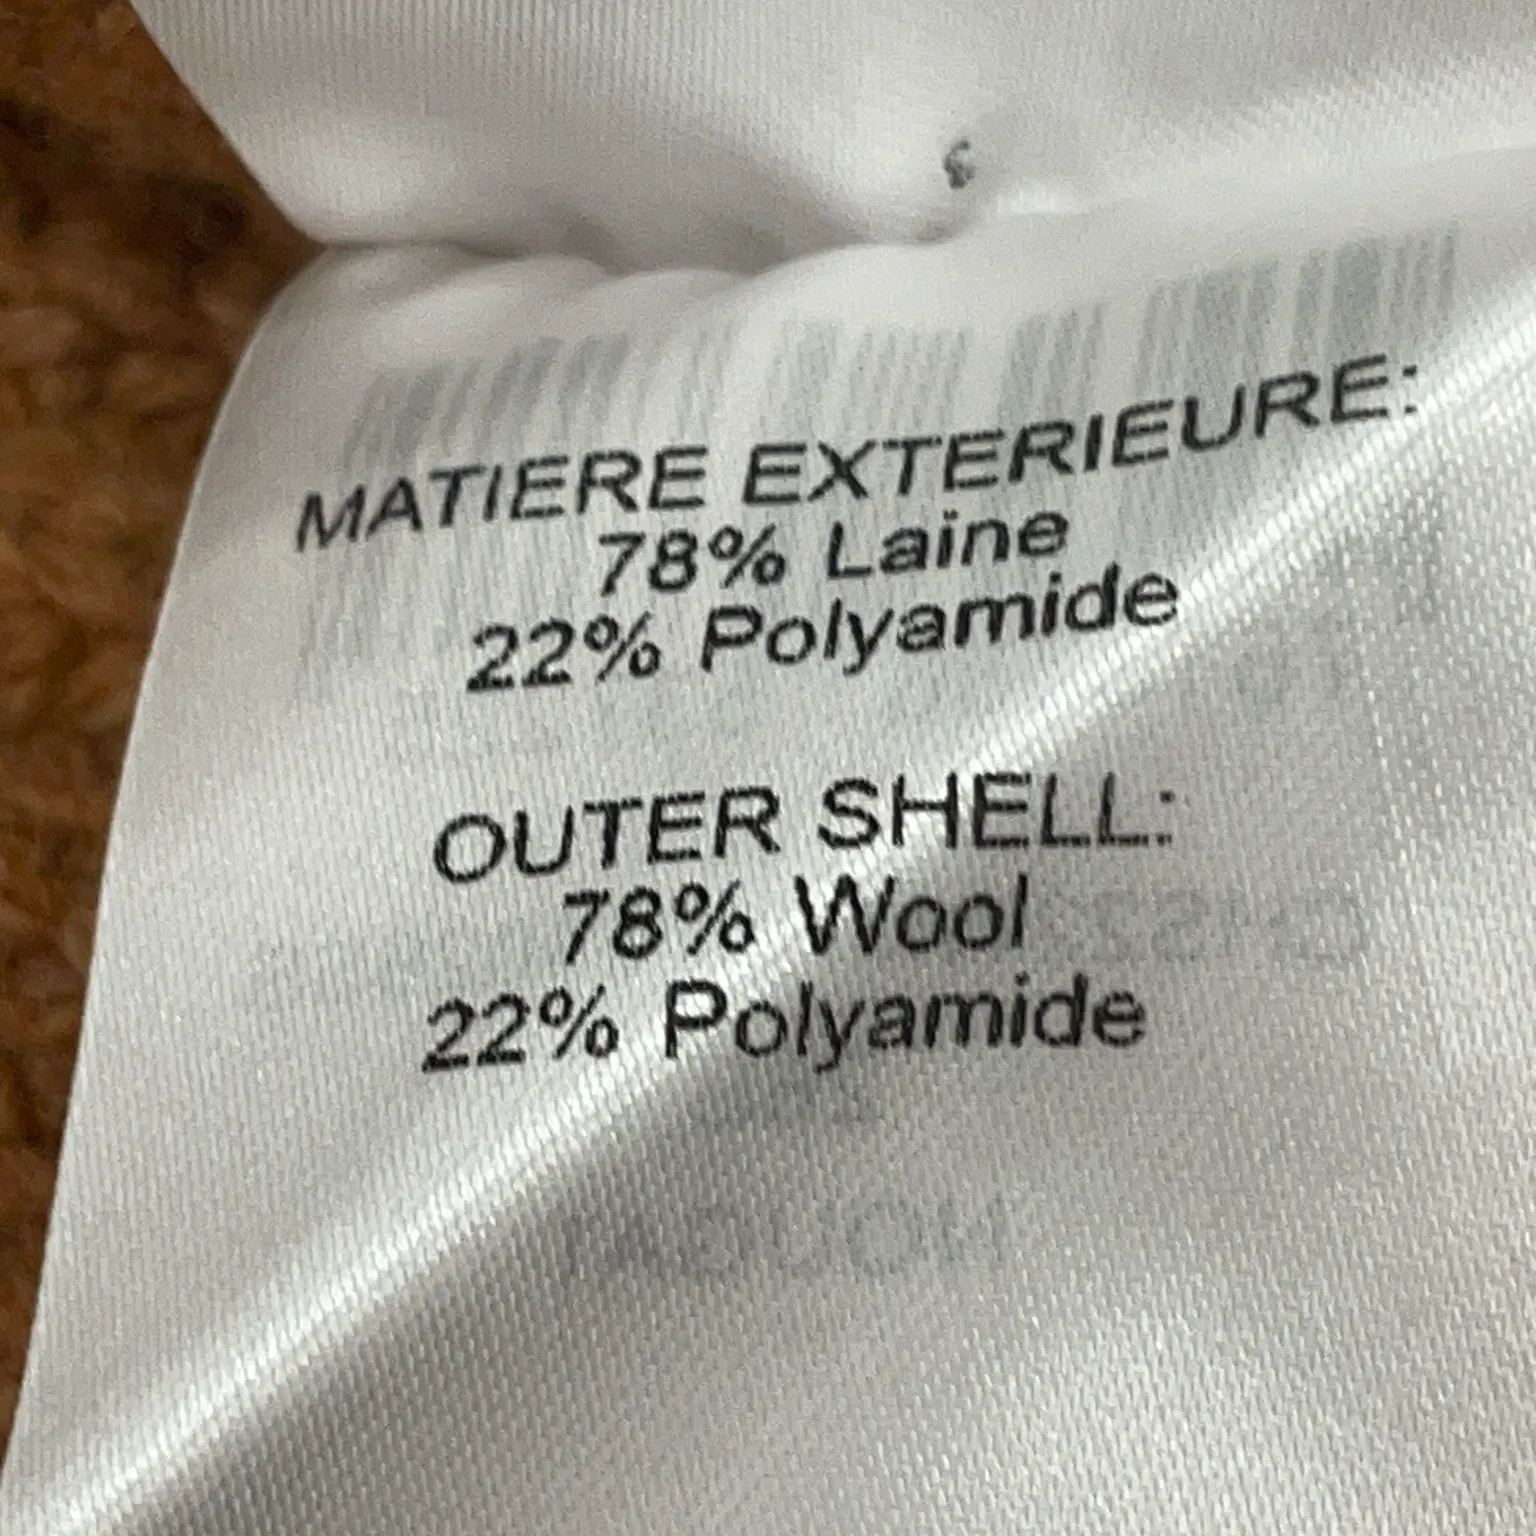 MATIERE EXTERIEURE:
78% Laine
22% Polyamide
OUTER SHELL:
78% Wool
22% Polyamide